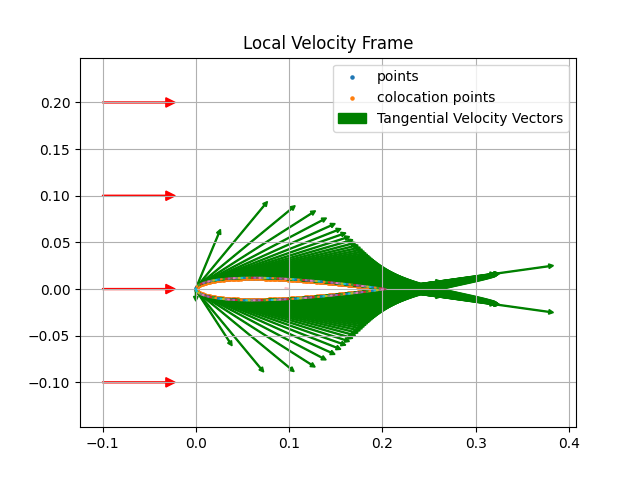 Local Velocity Frame
points
colocation points
Tangential Velocity Vectors
0.20
0.15
0.10
0.05
0.00
−0.05
−0.10
−0.1 0.0 0.1 0.2 0.3 0.4